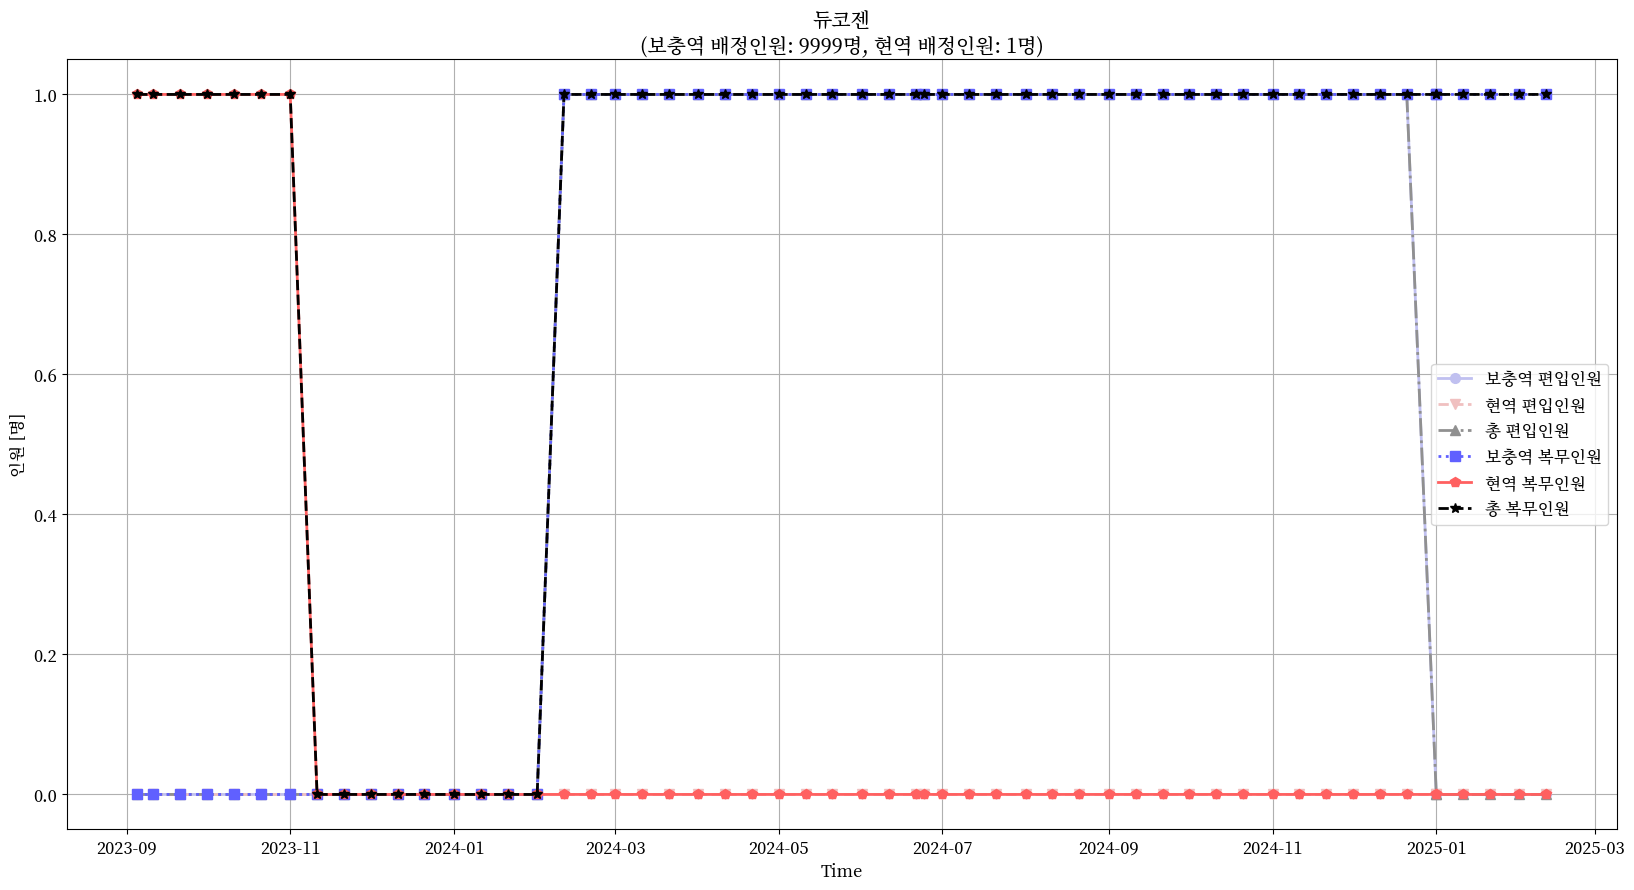 듀코젠
(보충역 배정인원: 9999명, 현역 배정인원: 1명)
1.0
0.8
0.6
0.4
0.2
0.0
인원 [명]
보충역 편입인원
현역 편입인원
총 편입인원
보충역 복무인원
현역 복무인원
총 복무인원
2023-09 2023-11 2024-01 2024-03 2024-05 2024-07 2024-09 2024-11 2025-01 2025-03
Time